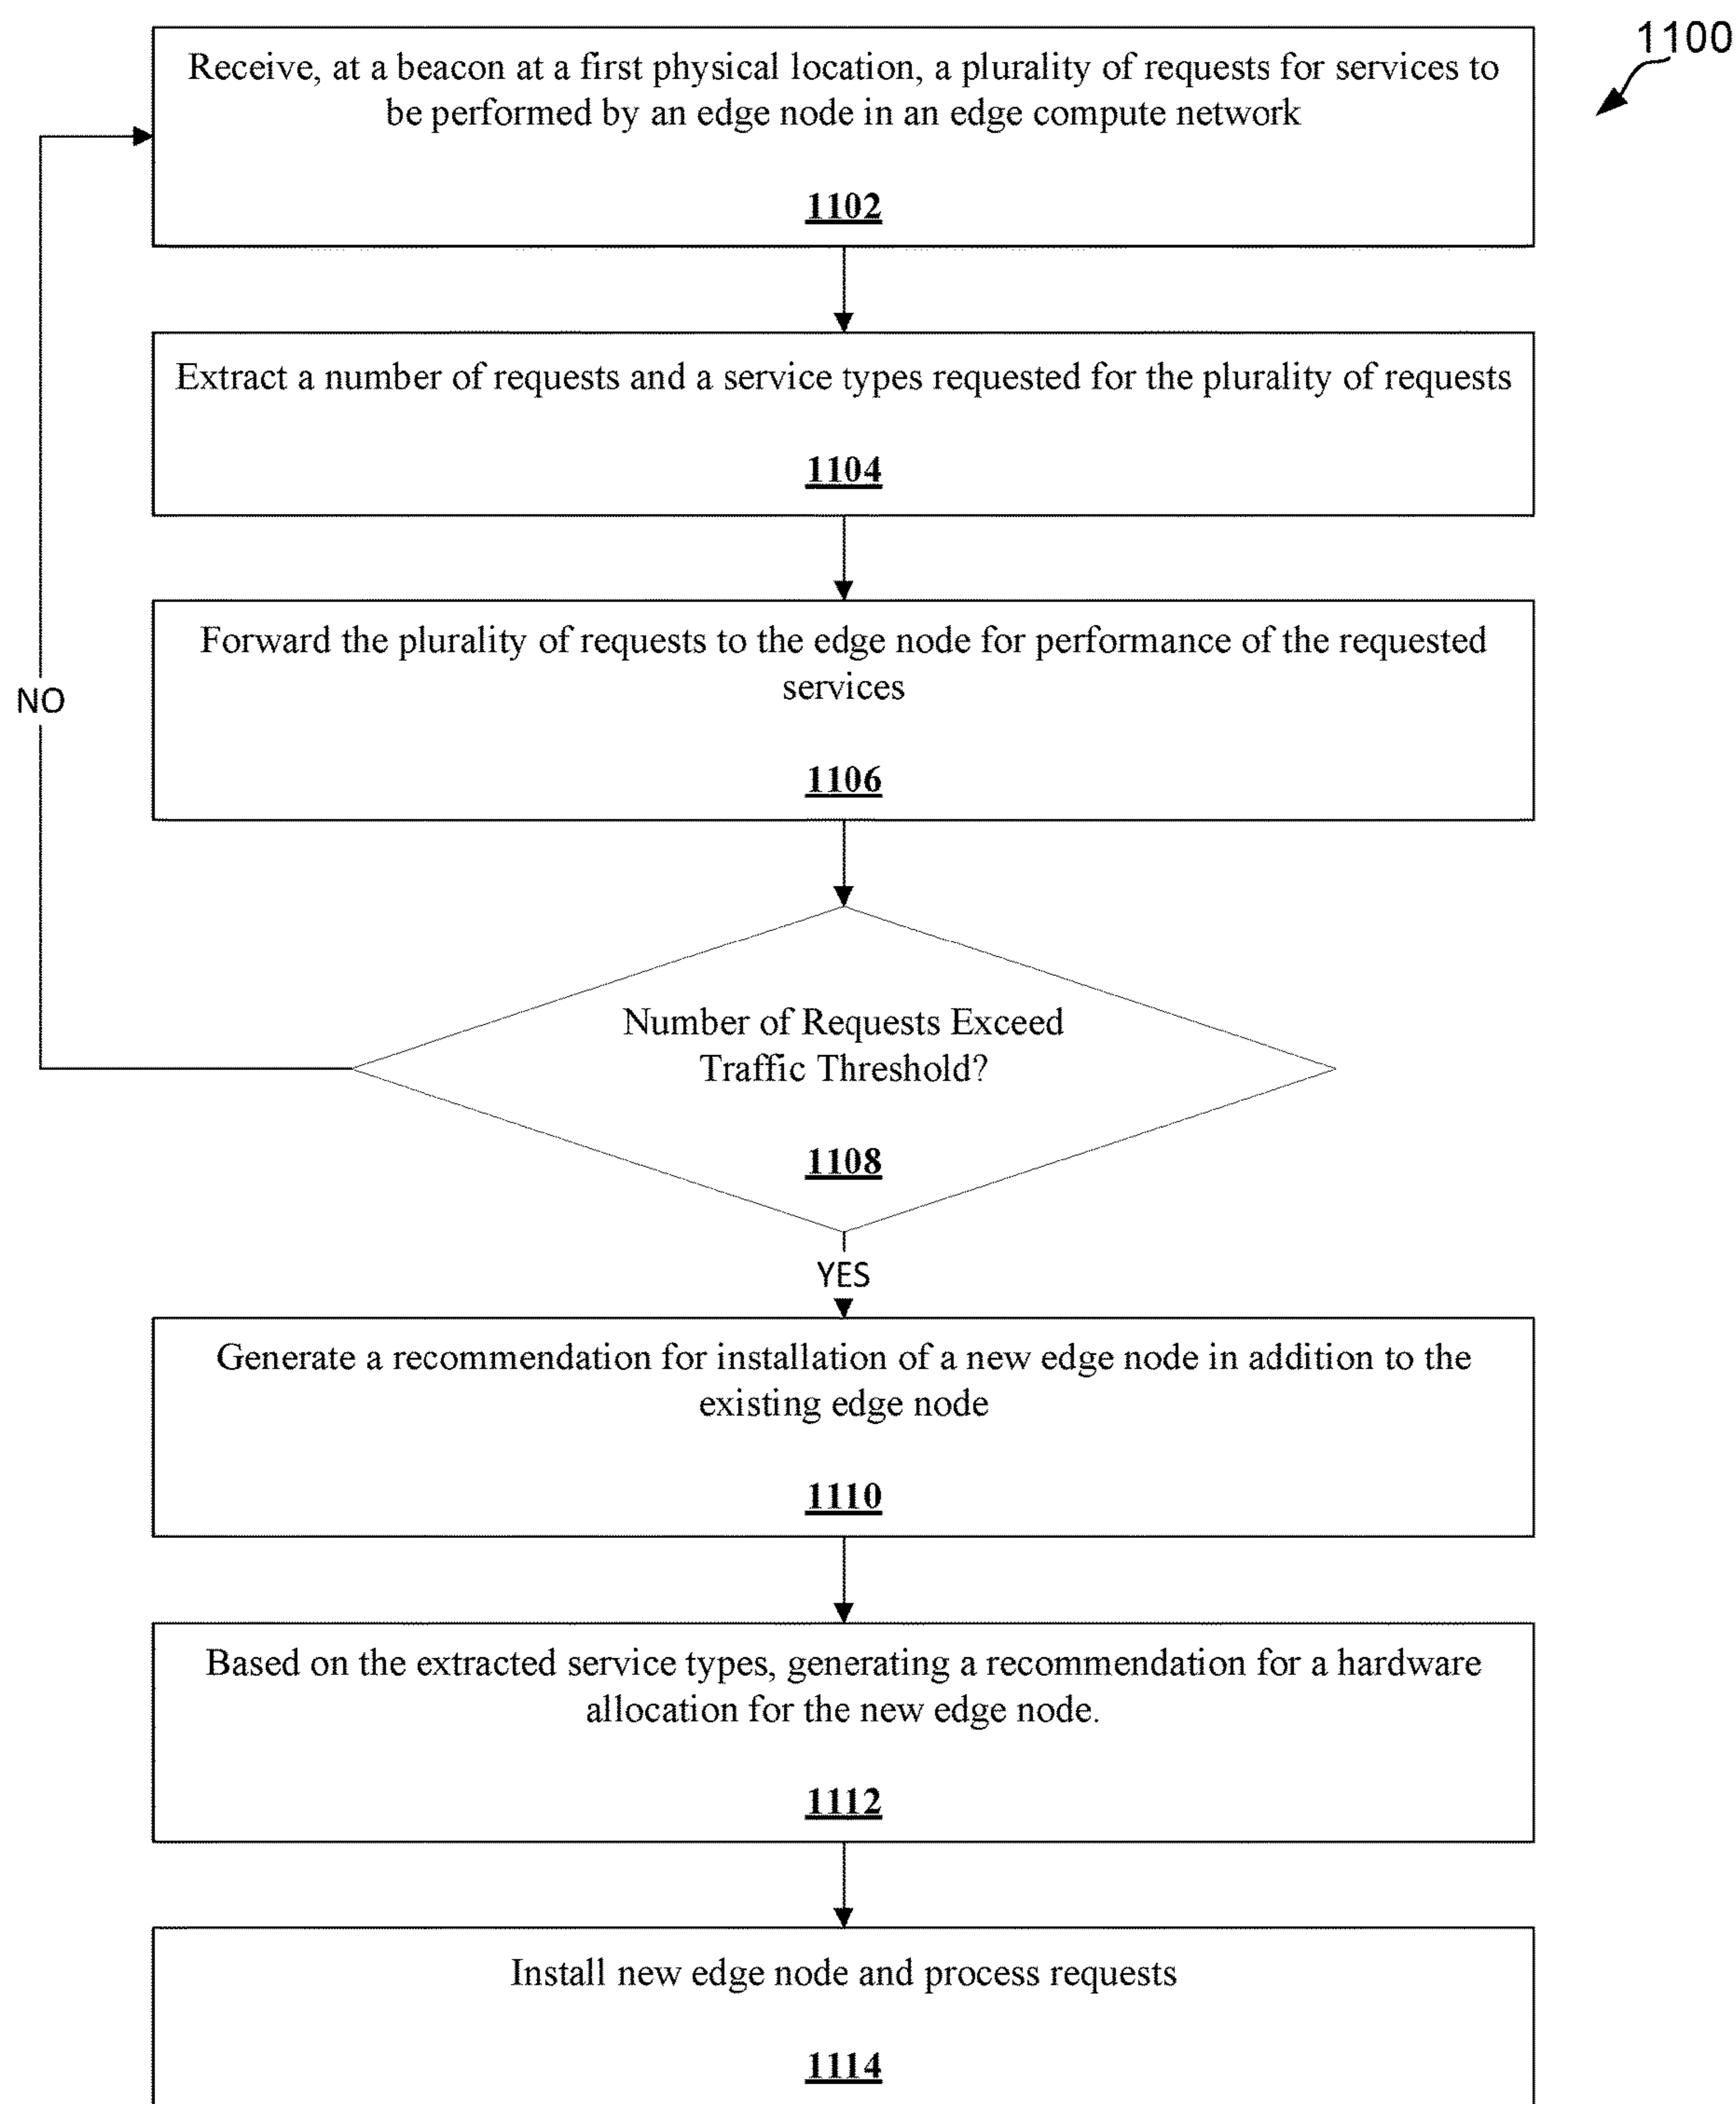 1100
Receive, at a beacon at a first physical location, a plurality of requests for services to
be performed by an edge node in an edge compute network
1102
Extract a number of requests and a service types requested for the plurality of requests
1104
Forward the plurality of requests to the edge node for performance of the requested
services
1106
NO
Number of Requests Exceed
Traffic Threshold?
1108
YES
Generate a recommendation for installation of a new edge node in addition to the
existing edge node
1110
Based on the extracted service types, generating a recommendation for a hardware
allocation for the new edge node.
1112
Install new edge node and process requests
1114